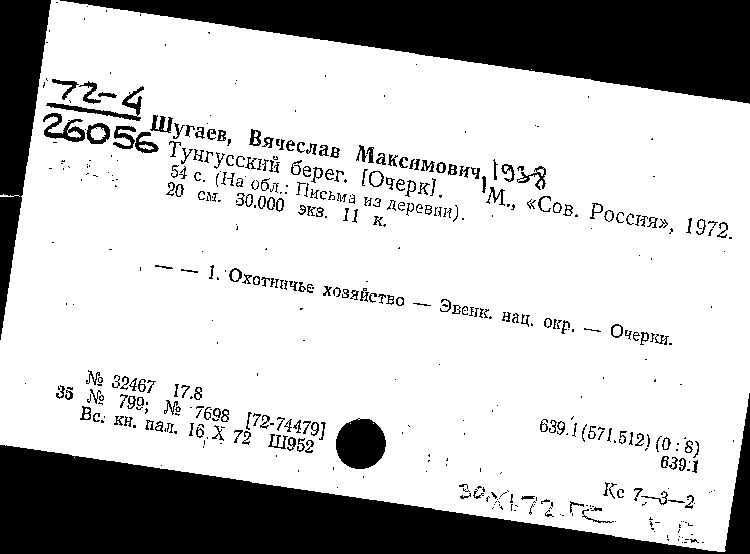 72-4
26056
Шугаев, Вячеслав Максимович, 1938
Тунгусский берег. [Очерк]. М., «Сов. Россия», 1972.
54 с. (На обл.: Письма из деревни).
20 см. 30.000 экз. 11 к.
— — 1. Охотничье хозяйство — Эвенк. нац. окр. — Очерки.
№ 32467 17.8
35 № 799; № 7698 [72-74479]
Вс. кн. пал. 16 X 72 Ш952
639.1(571.512)(0:8)
639.1
Кс 7—3—2